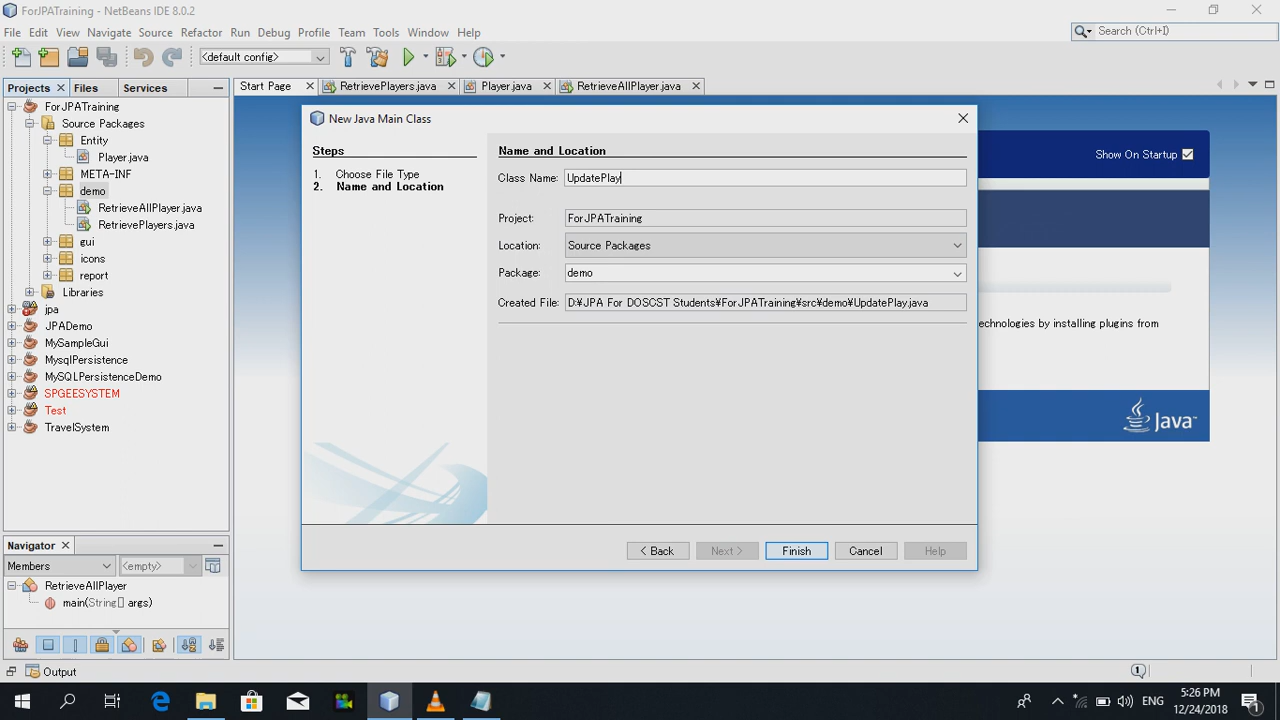 ForJPATraining - NetBeans IDE 8.0.2
File Edit View Navigate Source Refactor Run Debug Profile Team Tools Window Help
Search (Ctrl+I)
<default config>
Projects Files Services
Start Page RetrievePlayers.java Player.java RetrieveAllPlayer.java
ForJPATraining
Source Packages
Entity
Player.java
META-INF
demo
RetrieveAllPlayer.java
RetrievePlayers.java
gui
icons
report
Libraries
jpa
JPADemo
MySampleGui
MysqlPersistence
MySQLPersistenceDemo
SPGEESYSTEM
Test
TravelSystem
New Java Main Class
Steps
1. Choose File Type
2. Name and Location
Name and Location
Class Name: UpdatePlay
Project: ForJPATraining
Location: Source Packages
Package: demo
Created File: D:¥JPA For DOSCST Students¥ForJPATraining¥src¥demo¥UpdatePlay.java
< Back Next > Finish Cancel Help
Show On Startup
echnologies by installing plugins from
Java™
Navigator
Members <empty>
RetrieveAllPlayer
main(String[] args)
Output
1
ENG
5:26 PM
12/24/2018
1